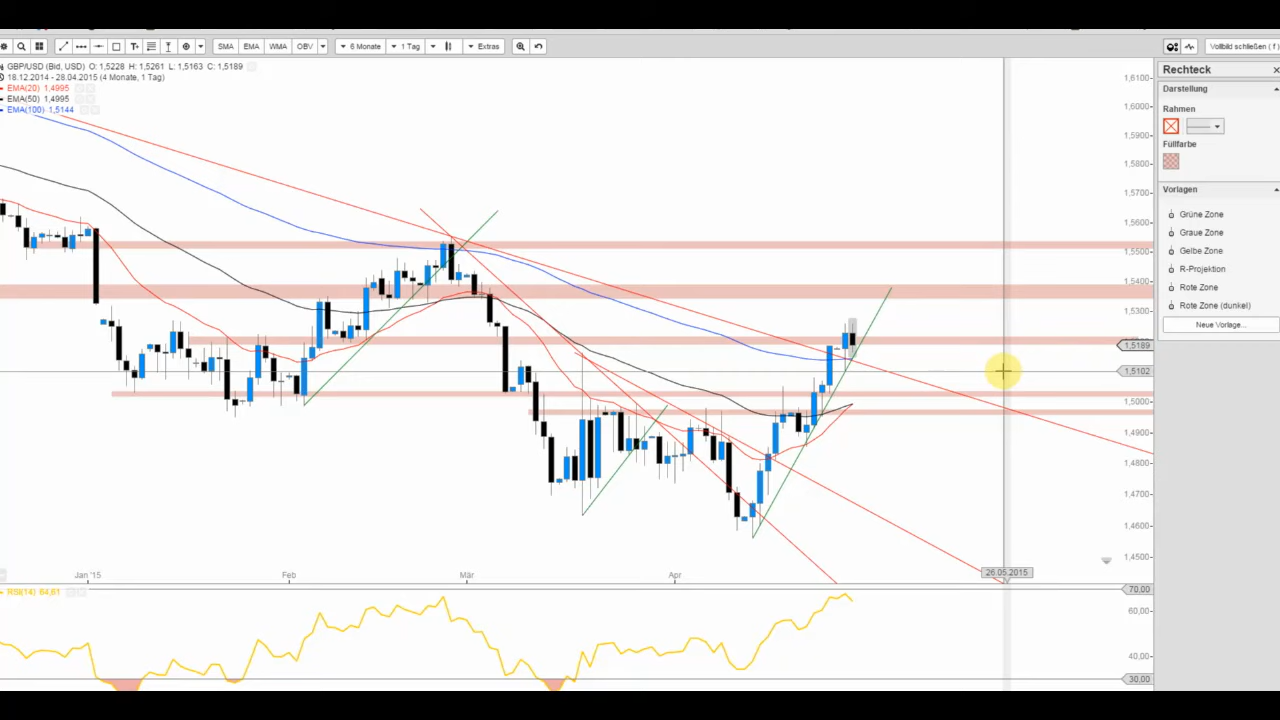 SMA EMA WMA OBV 6 Monate 1 Tag Extras Vollbild schließen ( f )
GBP/USD (Bid, USD) O: 1,5228 H: 1,5261 L: 1,5163 C: 1,5189
18.12.2014 - 28.04.2015 (4 Monate, 1 Tag)
EMA(20) 1,4995
EMA(50) 1,4995
EMA(100) 1,5144
1,6100
1,6000
1,5900
1,5800
1,5700
1,5600
1,5500
1,5400
1,5300
1,5189
1,5102
1,5000
1,4900
1,4800
1,4700
1,4600
1,4500
Jan '15 Feb Mär Apr 26.05.2015
RSI(14) 64,61
70,00
60,00
40,00
30,00
Rechteck
Darstellung
Rahmen
Füllfarbe
Vorlagen
Grüne Zone
Graue Zone
Gelbe Zone
R-Projektion
Rote Zone
Rote Zone (dunkel)
Neue Vorlage...